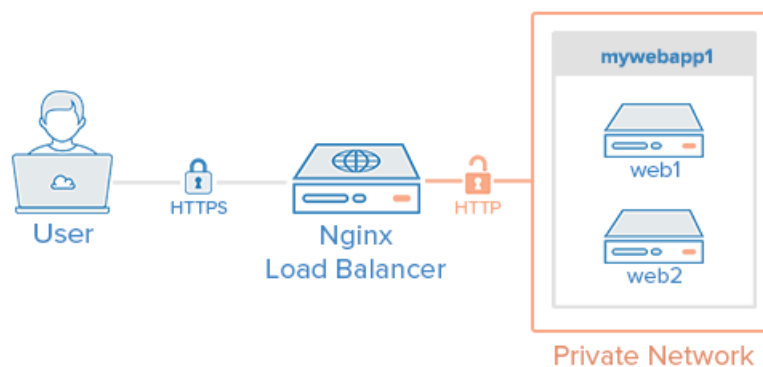 mywebapp1
web1
web2
HTTPS
HTTP
User
Nginx
Load Balancer
Private Network